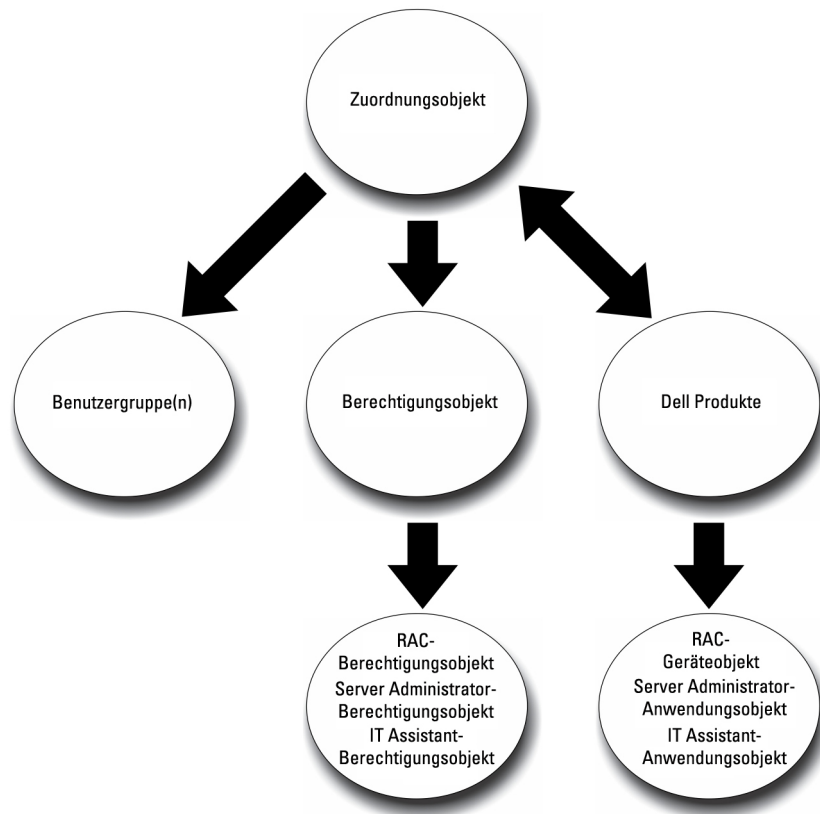 Zuordnungsobjekt
Benutzergruppe(n)
Berechtigungsobjekt
Dell Produkte
RAC-
Berechtigungsobjekt
Server Administrator-
Berechtigungsobjekt
IT Assistant-
Berechtigungsobjekt
RAC-
Geräteobjekt
Server Administrator-
Anwendungsobjekt
IT Assistant-
Anwendungsobjekt